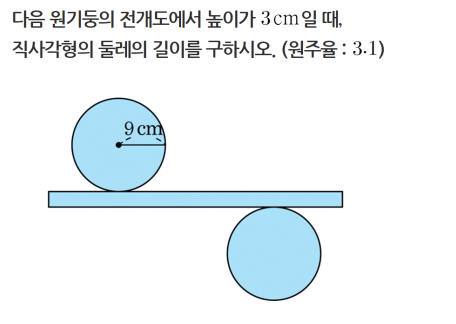 다음 원기둥의 전개도에서 높이가 3cm일 때,
직사각형의 둘레의 길이를 구하시오. (원주율 : 3.1)
9cm